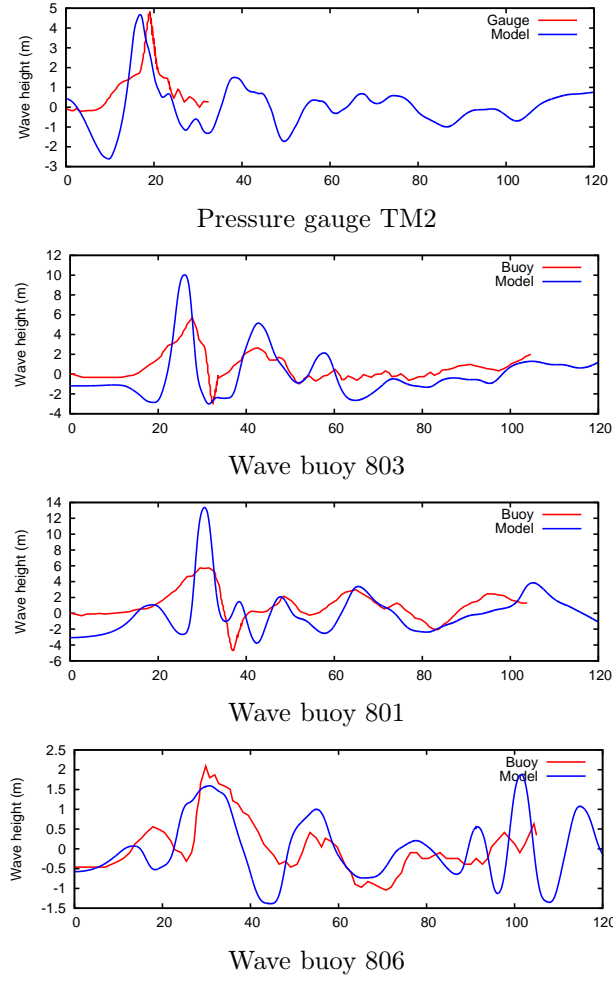 5
4
3
2
1
0
-1
-2
-3
Wave height (m)
Gauge
Model
0 20 40 60 80 100 120
Pressure gauge TM2
12
10
8
6
4
2
0
-2
-4
Wave height (m)
Buoy
Model
0 20 40 60 80 100 120
Wave buoy 803
14
12
10
8
6
4
2
0
-2
-4
-6
Wave height (m)
Buoy
Model
0 20 40 60 80 100 120
Wave buoy 801
2.5
2
1.5
1
0.5
0
-0.5
-1
-1.5
Wave height (m)
Buoy
Model
0 20 40 60 80 100 120
Wave buoy 806